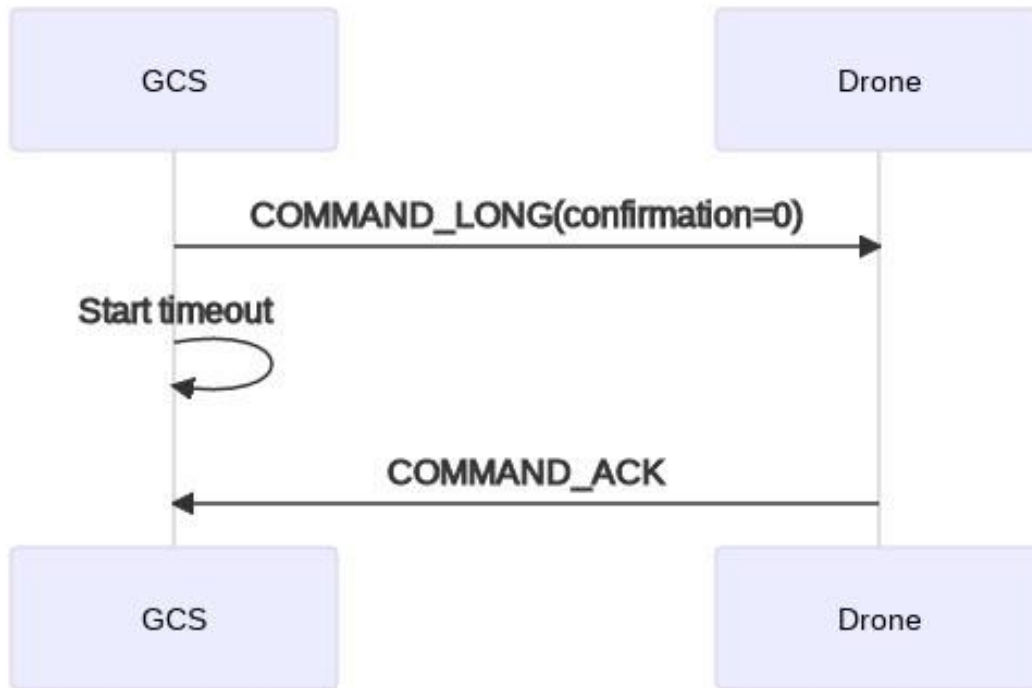 GCS
Drone
COMMAND_LONG(confirmation=0)
Start timeout
COMMAND_ACK
GCS
Drone